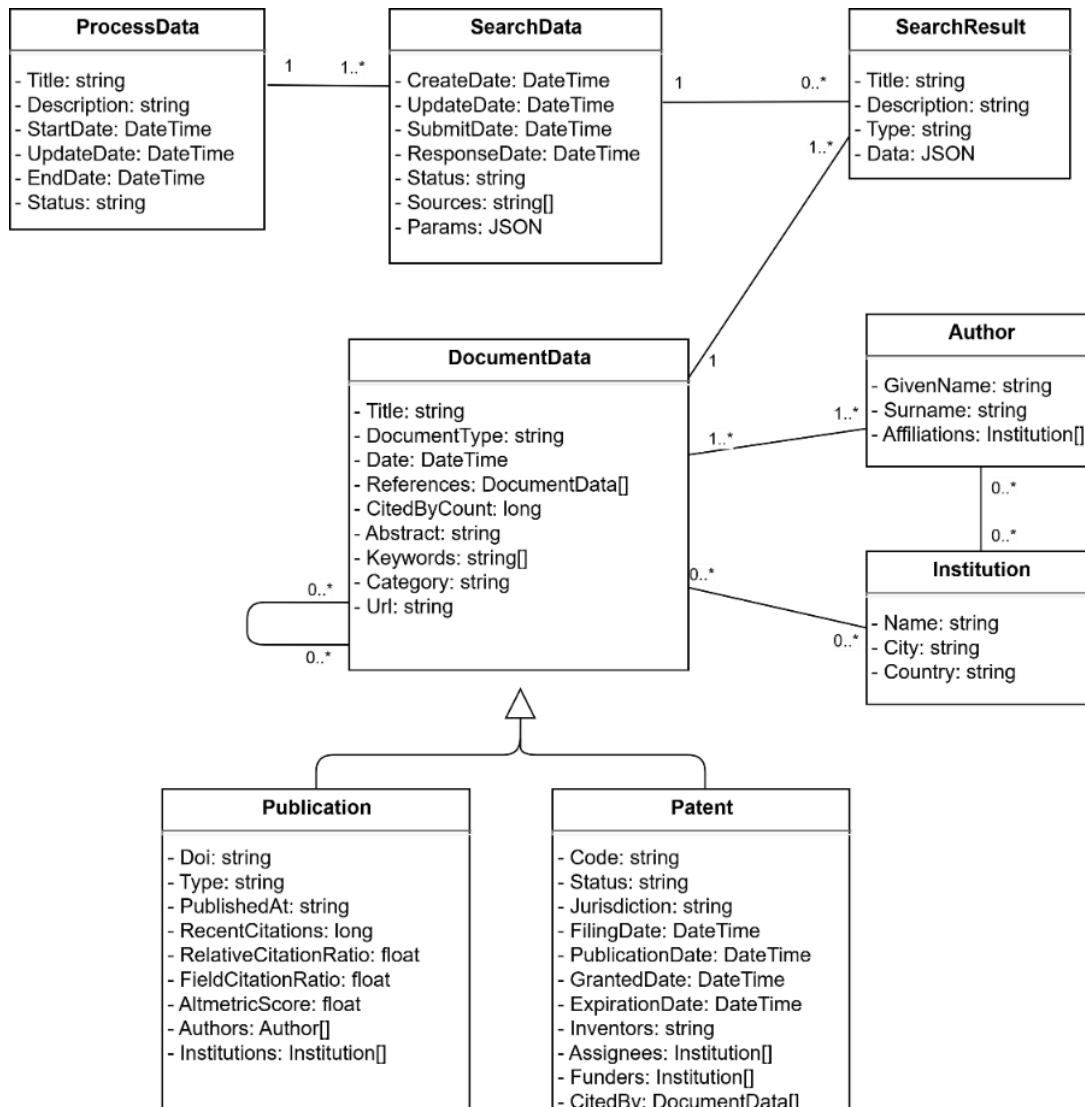 ProcessData
- Title: string
- Description: string
- StartDate: DateTime
- UpdateDate: DateTime
- EndDate: DateTime
- Status: string
1
1..*
SearchData
- CreateDate: DateTime
- UpdateDate: DateTime
- SubmitDate: DateTime
- ResponseDate: DateTime
- Status: string
- Sources: string[]
- Params: JSON
1
0..*
SearchResult
- Title: string
- Description: string
- Type: string
- Data: JSON
1..*
1
DocumentData
- Title: string
- DocumentType: string
- Date: DateTime
- References: DocumentData[]
- CitedByCount: long
- Abstract: string
- Keywords: string[]
- Category: string
- Url: string
0..*
0..*
1..*
1..*
Author
- GivenName: string
- Surname: string
- Affiliations: Institution[]
0..*
0..*
0..*
0..*
Institution
- Name: string
- City: string
- Country: string
Publication
- Doi: string
- Type: string
- PublishedAt: string
- RecentCitations: long
- RelativeCitationRatio: float
- FieldCitationRatio: float
- AltmetricScore: float
- Authors: Author[]
- Institutions: Institution[]
Patent
- Code: string
- Status: string
- Jurisdiction: string
- FilingDate: DateTime
- PublicationDate: DateTime
- GrantedDate: DateTime
- ExpirationDate: DateTime
- Inventors: string
- Assignees: Institution[]
- Funders: Institution[]
- CitedBy: DocumentData[]